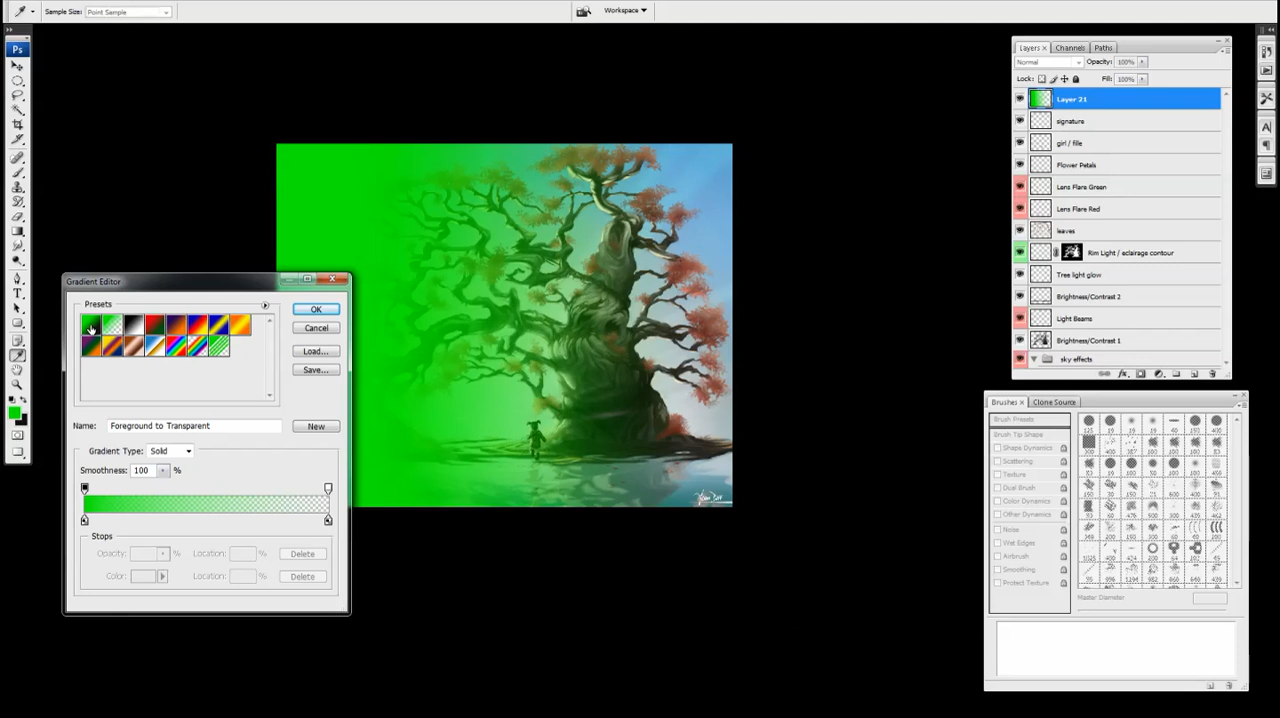 Sample Size: Point Sample
Workspace
Ps
Layers × Channels Paths
Normal Opacity: 100%
Lock: Fill: 100%
Layer 21
signature
girl / fille
Flower Petals
Lens Flare Green
Lens Flare Red
leaves
Rim Light / eclairage contour
Tree light glow
Brightness/Contrast 2
Light Beams
Brightness/Contrast 1
sky effects
Gradient Editor
Presets
OK
Cancel
Load...
Save...
Name: Foreground to Transparent
New
Gradient Type: Solid
Smoothness: 100 %
Stops
Opacity: % Location: % Delete
Color: Location: % Delete
Brushes × Clone Source
Brush Presets
Brush Tip Shape
Shape Dynamics
Scattering
Texture
Dual Brush
Color Dynamics
Other Dynamics
Noise
Wet Edges
Airbrush
Smoothing
Protect Texture
Master Diameter